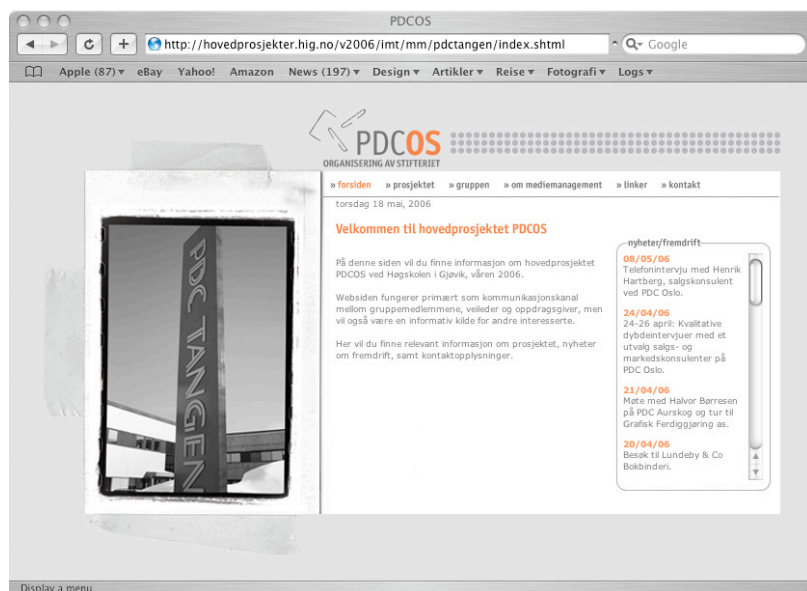 PDCOS
http://hovedprosjekter.hig.no/v2006/imt/mm/pdctangen/index.shtml
Google
Apple (87) eBay Yahoo! Amazon News (197) Design Artikler Reise Fotografi Logs
PDCOS
ORGANISERING AV STIFTERIET
» forsiden » prosjektet » gruppen » om mediemanagement » linker » kontakt
torsdag 18 mai, 2006
Velkommen til hovedprosjektet PDCOS
På denne siden vil du finne informasjon om hovedprosjektet
PDCOS ved Høgskolen i Gjøvik, våren 2006.
Websiden fungerer primært som kommunikasjonskanal
mellom gruppemedlemmene, veileder og oppdragsgiver, men
vil også være en informativ kilde for andre interesserte.
Her vil du finne relevant informasjon om prosjektet, nyheter
om fremdrift, samt kontaktopplysninger.
nyheter/fremdrift
08/05/06
Telefonintervju med Henrik
Hartberg, salgskonsulent
ved PDC Oslo.
24/04/06
24-26 april: Kvalitative
dybdeintervjuer med et
utvalg salgs- og
markedskonsulenter på
PDC Oslo.
21/04/06
Møte med Halvor Børresen
på PDC Aurskog og tur til
Grafisk Ferdiggjøring as.
20/04/06
Besøk til Lundeby & Co
Bokbinderi.
PDC TANGEN
Display a menu